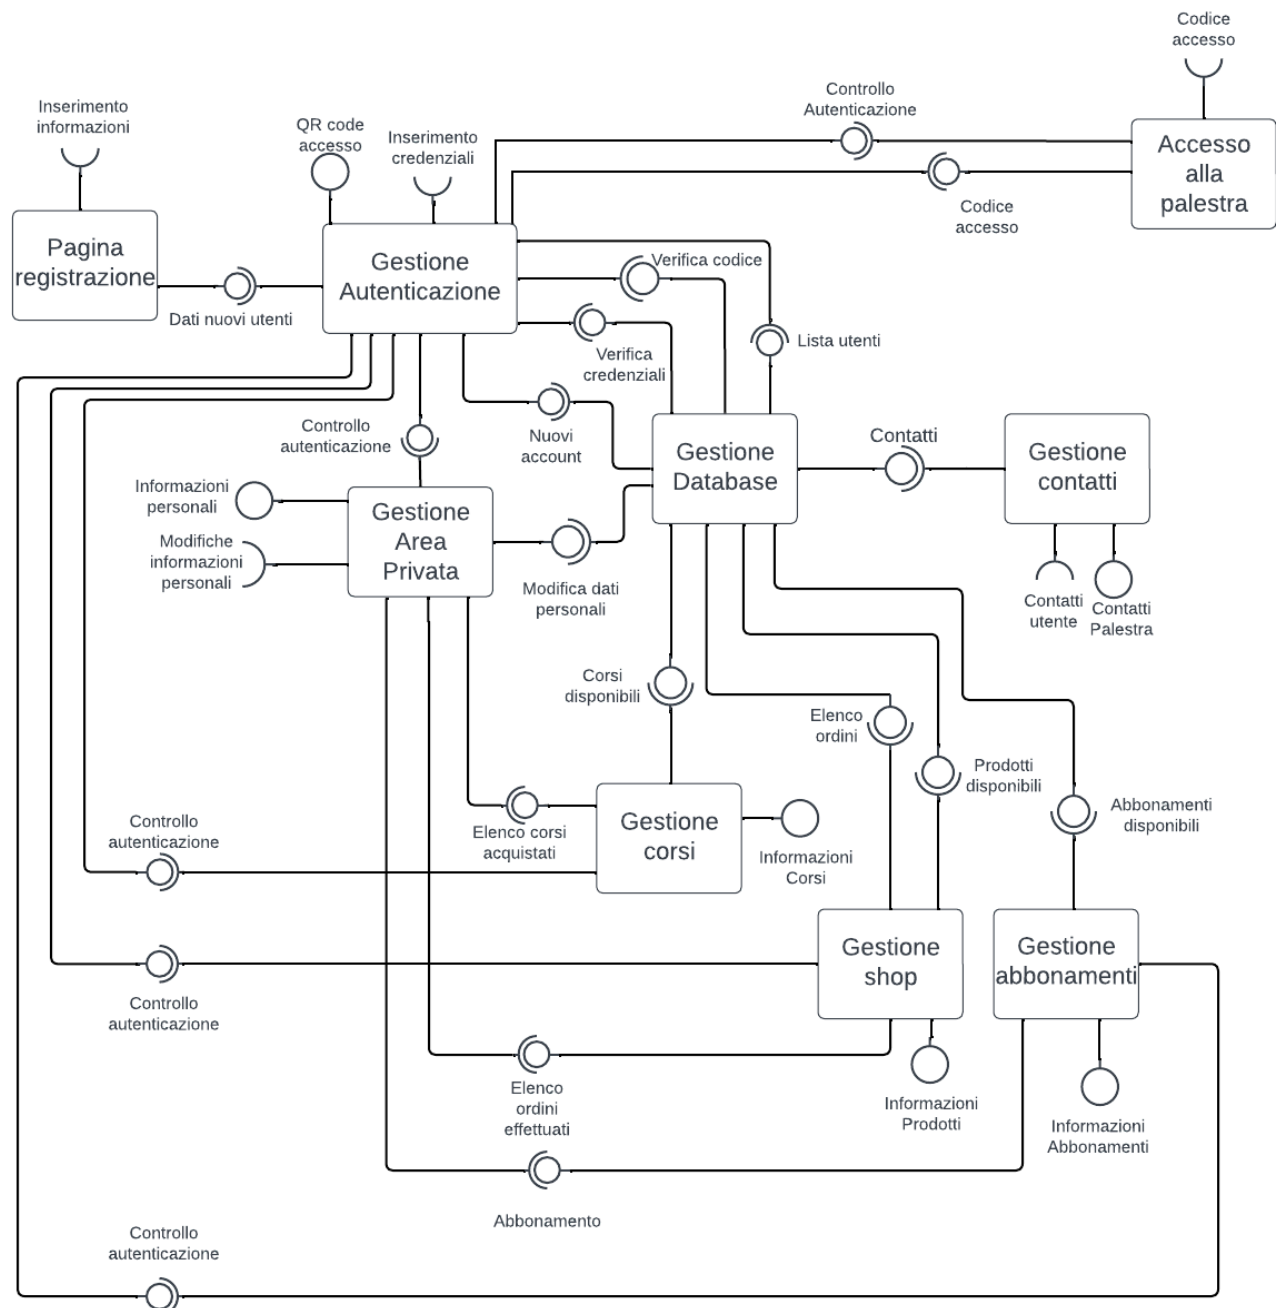 Codice
accesso
Controllo
Autenticazione
Inserimento
informazioni
QR code
accesso
Inserimento
credenziali
Accesso
alla
palestra
Codice
accesso
Pagina
registrazione
Gestione
Autenticazione
Verifica codice
Dati nuovi utenti
Lista utenti
Verifica
credenziali
Controllo
autenticazione
Nuovi
account
Gestione
Database
Contatti
Gestione
contatti
Informazioni
personali
Modifiche
informazioni
personali
Gestione
Area
Privata
Modifica dati
personali
Contatti
utente
Contatti
Palestra
Corsi
disponibili
Elenco
ordini
Prodotti
disponibili
Abbonamenti
disponibili
Controllo
autenticazione
Elenco corsi
acquistati
Gestione
corsi
Informazioni
Corsi
Gestione
shop
Gestione
abbonamenti
Controllo
autenticazione
Elenco
ordini
effettuati
Informazioni
Prodotti
Informazioni
Abbonamenti
Abbonamento
Controllo
autenticazione